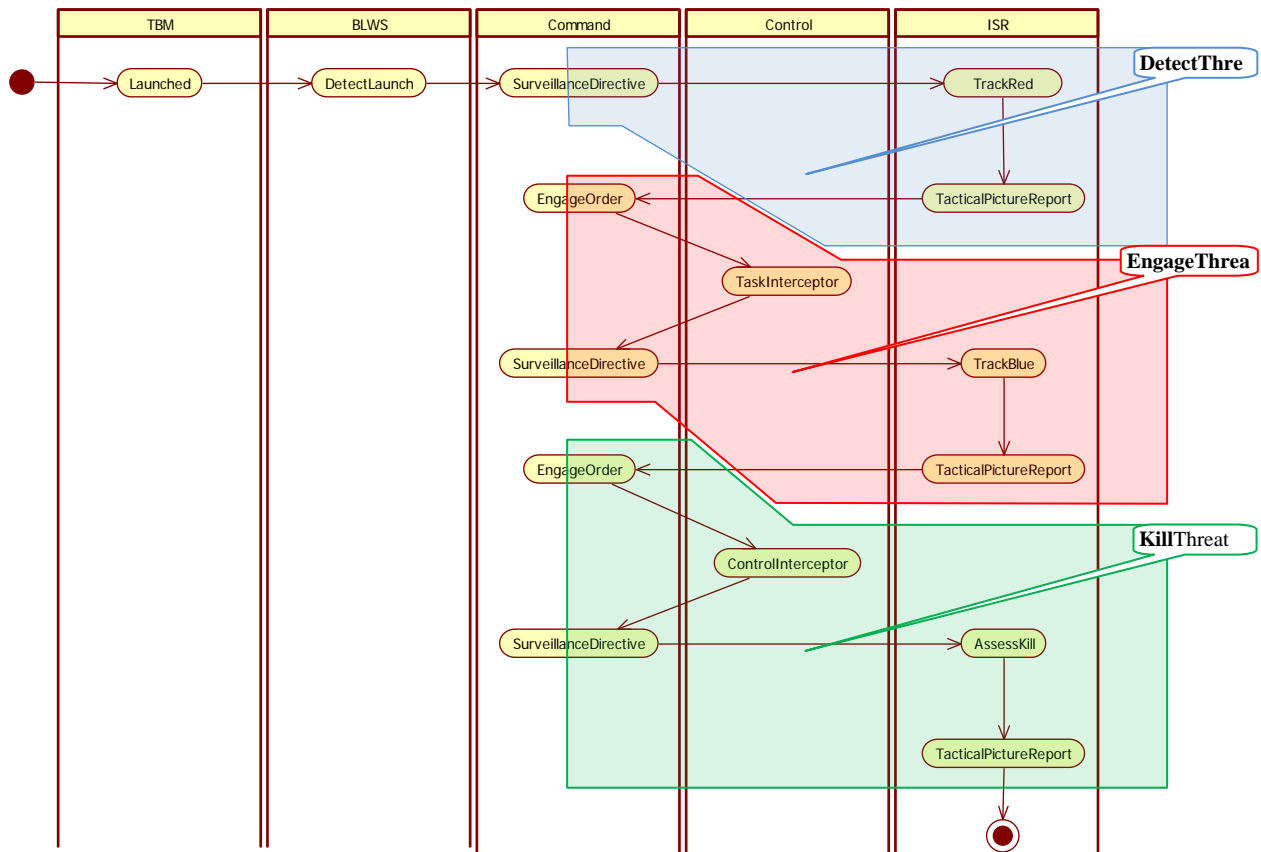 TBM
BLWS
Command
Control
ISR
DetectThre
Launched
DetectLaunch
SurveillanceDirective
TrackRed
EngageOrder
TacticalPictureReport
EngageThrea
TaskInterceptor
SurveillanceDirective
TrackBlue
EngageOrder
TacticalPictureReport
KillThreat
ControlInterceptor
SurveillanceDirective
AssessKill
TacticalPictureReport